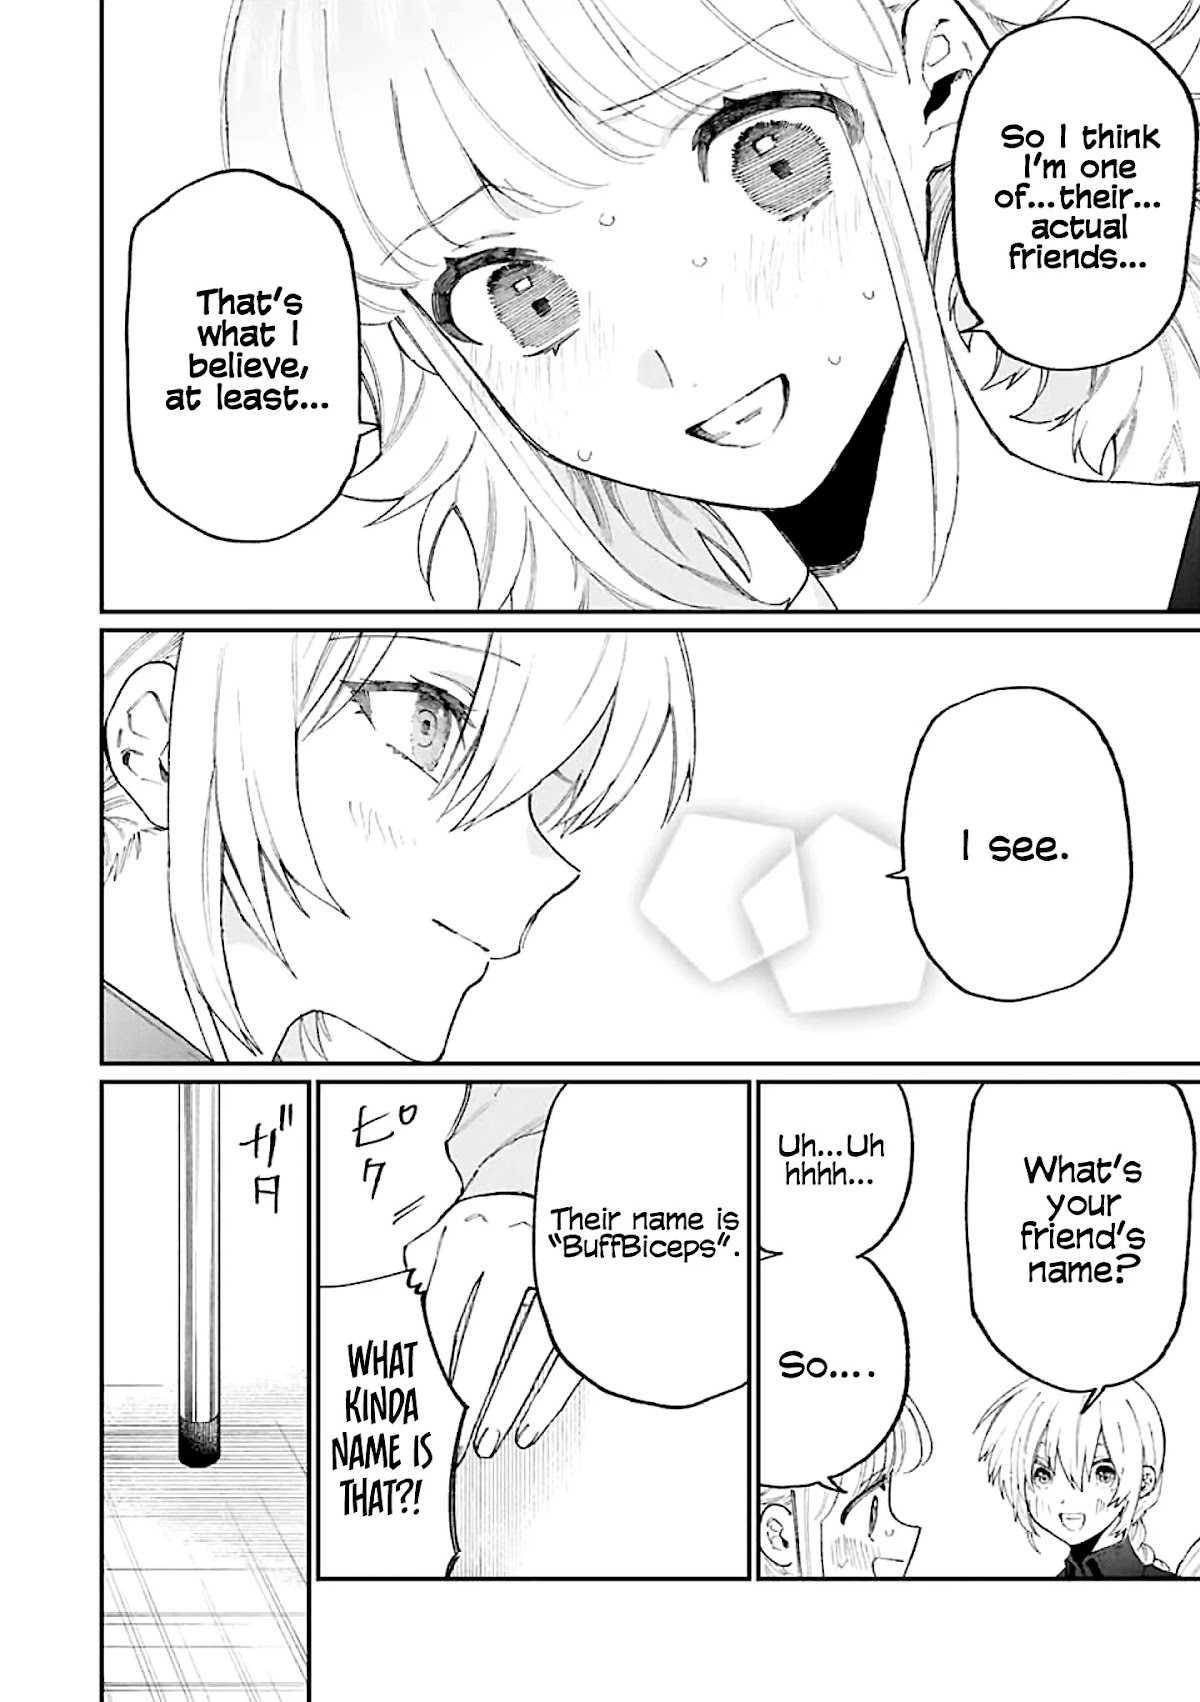 So I think
I'm one
of...their...
actual
friends...
That's
what I
believe,
at least...
I see.
What's
your
friend's
name?
Uh...Uh
hhhh...
So....
Their name is
"BuffBiceps".
ピク
WHAT
KINDA
NAME IS
THAT?!
ガタ